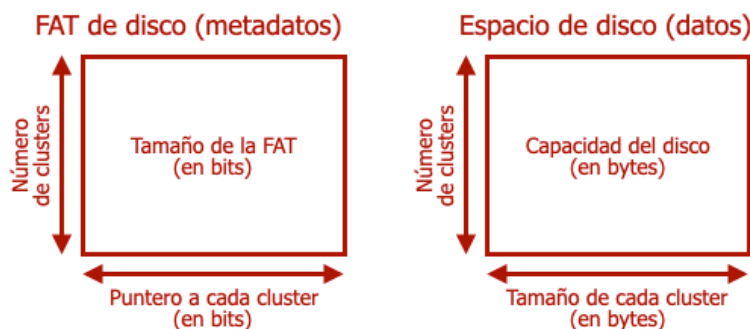 FAT de disco (metadatos)
Número
de clusters
Tamaño de la FAT
(en bits)
Puntero a cada cluster
(en bits)
Espacio de disco (datos)
Número
de clusters
Capacidad del disco
(en bytes)
Tamaño de cada cluster
(en bytes)